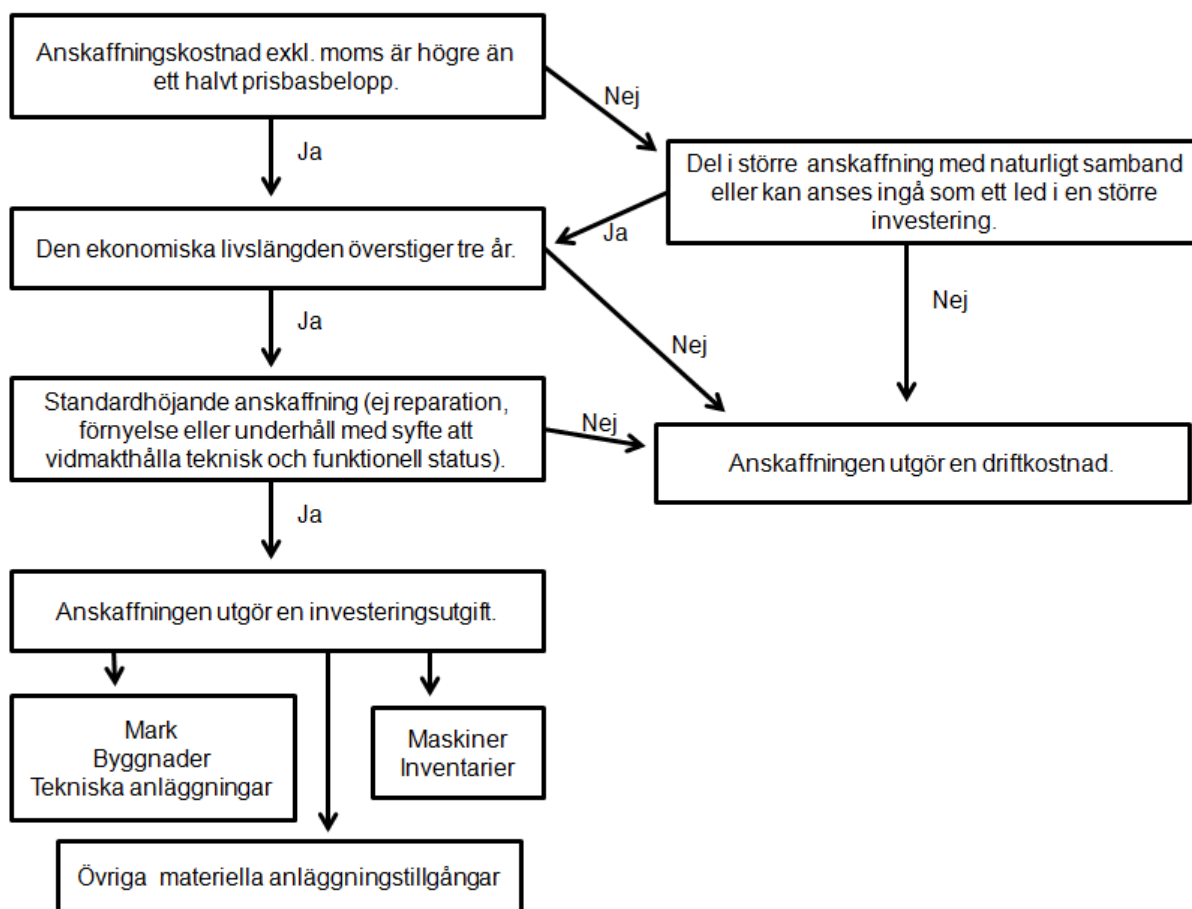 Anskaffningskostnad exkl. moms är högre än
ett halvt prisbasbelopp.
Nej
Ja
Del i större anskaffning med naturligt samband
eller kan anses ingå som ett led i en större
investering.
Ja
Den ekonomiska livslängden överstiger tre år.
Nej
Ja
Nej
Standardhöjande anskaffning (ej reparation,
förnyelse eller underhåll med syfte att
vidmakthålla teknisk och funktionell status).
Nej
Anskaffningen utgör en driftkostnad.
Ja
Anskaffningen utgör en investeringsutgift.
Mark
Byggnader
Tekniska anläggningar
Maskiner
Inventarier
Övriga materiella anläggningstillgångar